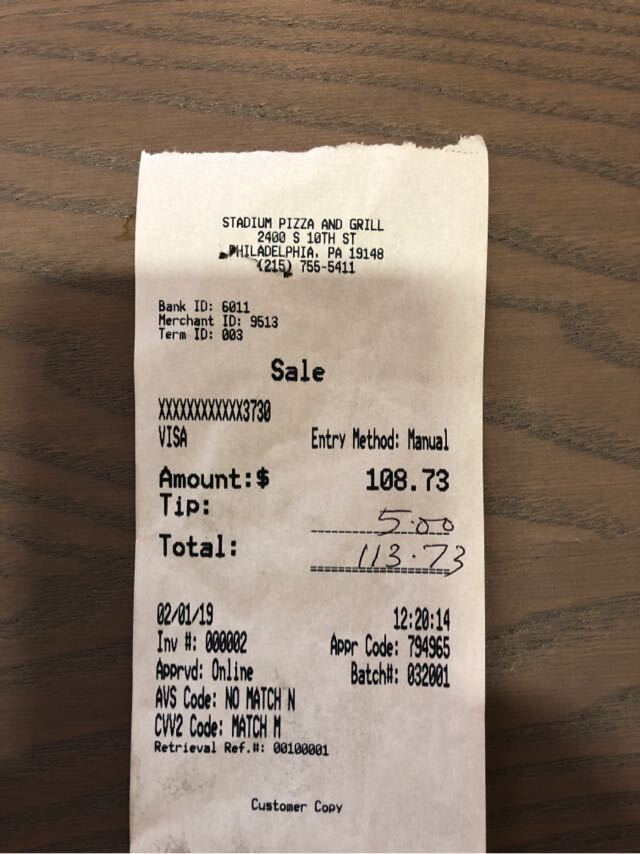 STADIUM PIZZA AND GRILL
2400 S 10TH ST
PHILADELPHIA, PA 19148
(215) 755-5411
Bank ID: 6011
Merchant ID: 9513
Term ID: 003
Sale
XXXXXXXXXXXX3730
VISA Entry Method: Manual
Amount:$ 108.73
Tip: 5.00
Total: 113.73
02/01/19 12:20:14
Inv #: 000002 Appr Code: 794965
Apprvd: Online Batch#: 032001
AVS Code: NO MATCH N
CVV2 Code: MATCH M
Retrieval Ref.#: 00100001
Customer Copy